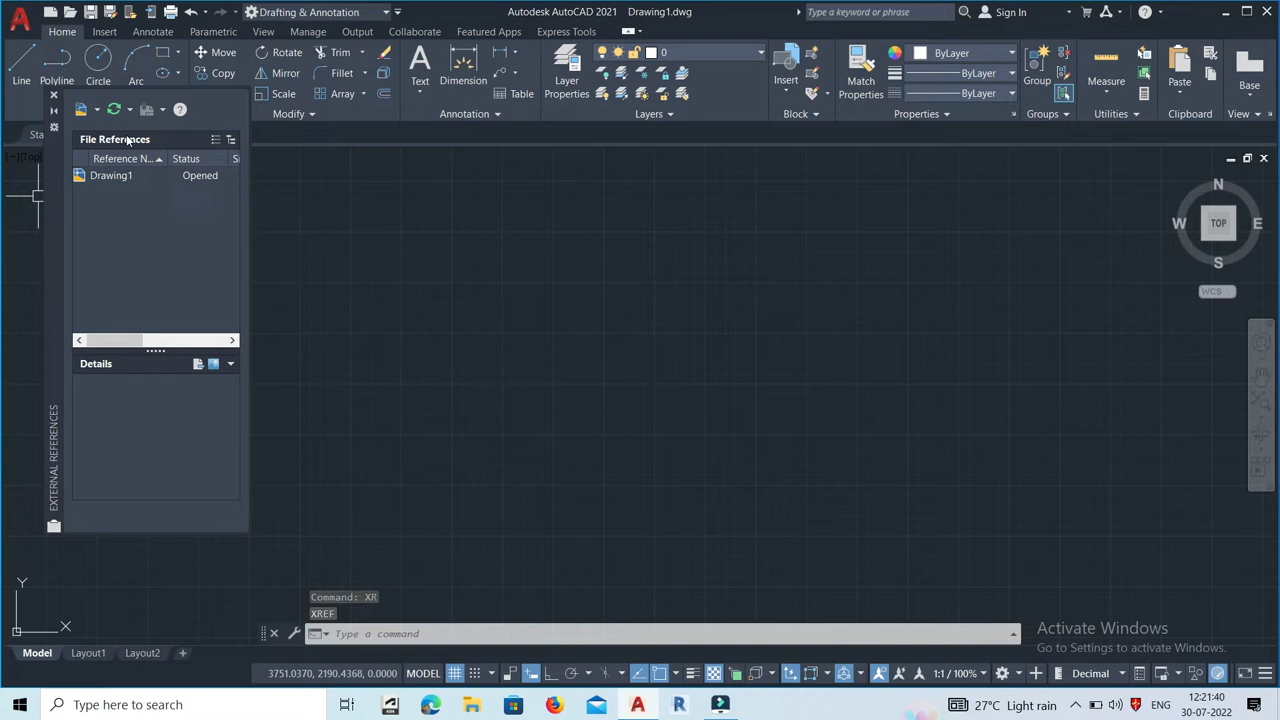 Drafting & Annotation
Autodesk AutoCAD 2021 Drawing1.dwg
Type a keyword or phrase
Sign In
Home Insert Annotate Parametric View Manage Output Collaborate Featured Apps Express Tools
Line Polyline Circle Arc
Move Rotate Trim
Copy Mirror Fillet
Scale Array
Modify
Text Dimension
Annotation
Layer
Properties
0
Layers
Insert
Block
Match
Properties
ByLayer
ByLayer
ByLayer
Properties
Group
Groups
Measure
Utilities
Paste
Clipboard
Base
View
Sta
[—][Top]
File References
Reference N... Status Si
Drawing1 Opened
Details
EXTERNAL REFERENCES
N
W TOP E
S
WCS
Y
X
Command: XR
XREF
Type a command
Activate Windows
Go to Settings to activate Windows.
Model Layout1 Layout2 +
3751.0370, 2190.4368, 0.0000 MODEL
1:1 / 100%
Decimal
Type here to search
27°C Light rain
ENG
12:21:40
30-07-2022